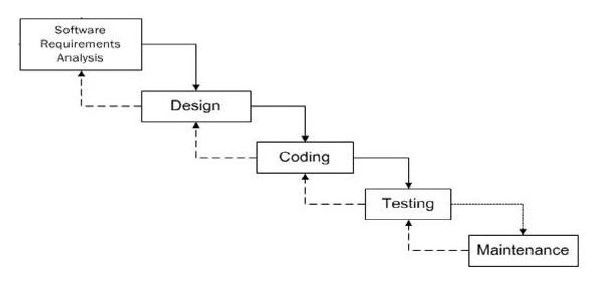 Software
Requirements
Analysis
Design
Coding
Testing
Maintenance